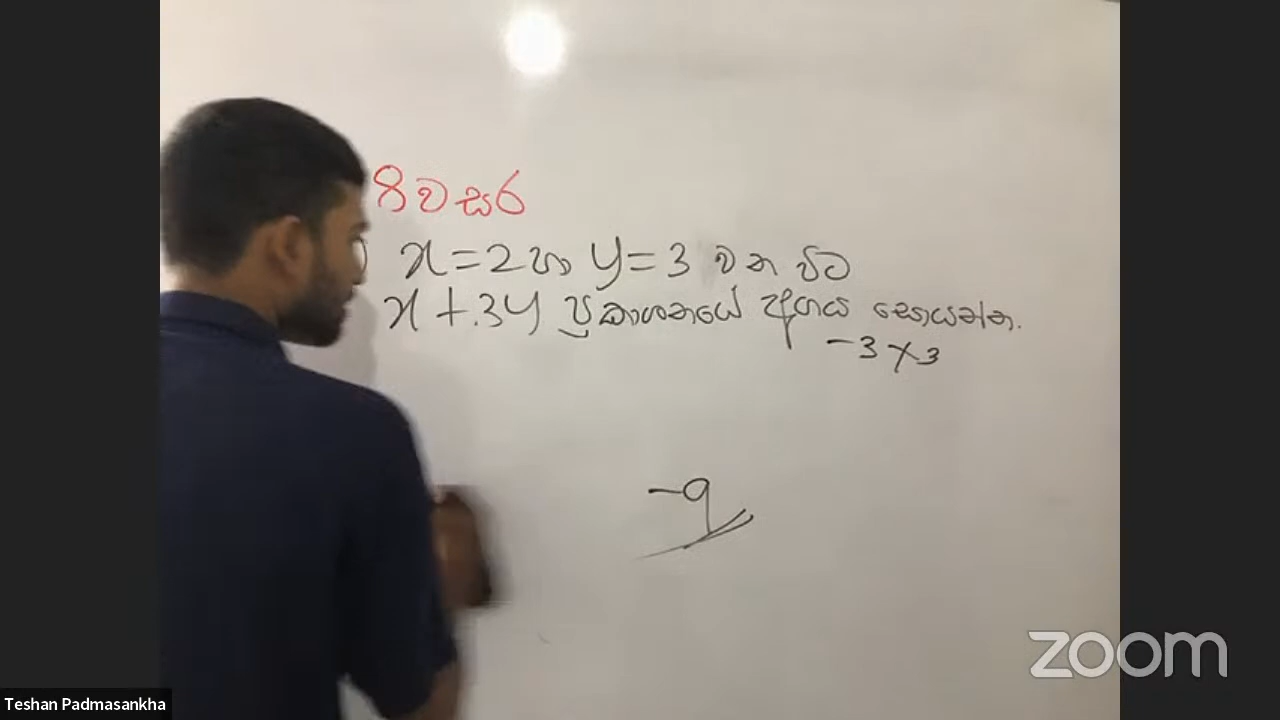 8 වසර
) x=2 හා y=3 වන විට
x+3y ප්‍රකාශනයේ අගය සොයන්න.
-3×3
-9
zoom
Teshan Padmasankha